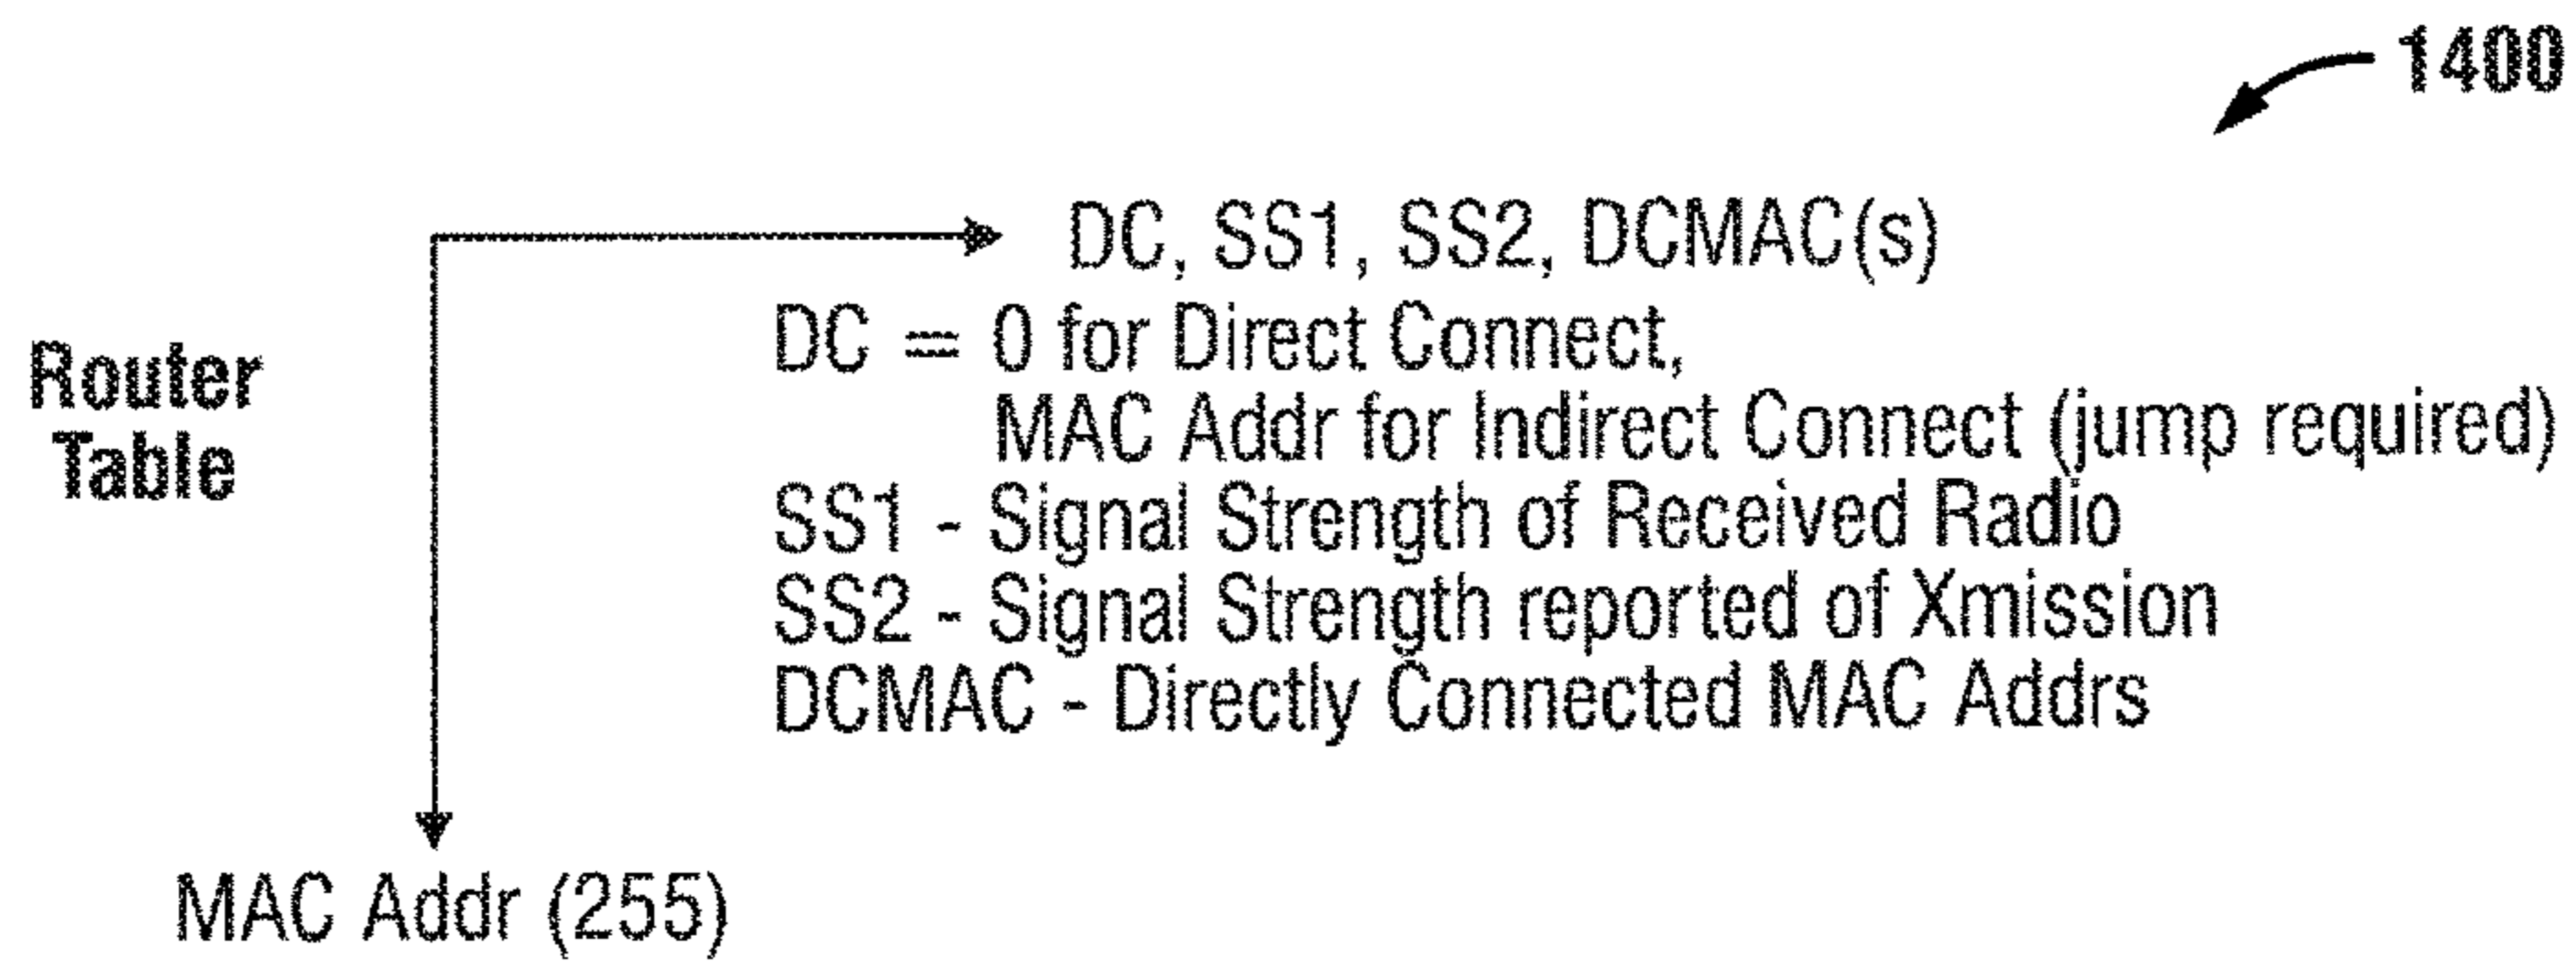 1400
DC, SS1, SS2, DCMAC(s)
DC = 0 for Direct Connect,
MAC Addr for Indirect Connect (jump required)
Router
Table
SS1 - Signal Strength of Received Radio
SS2 - Signal Strength reported of Xmission
DCMAC - Directly Connected MAC Addrs
MAC Addr (255)